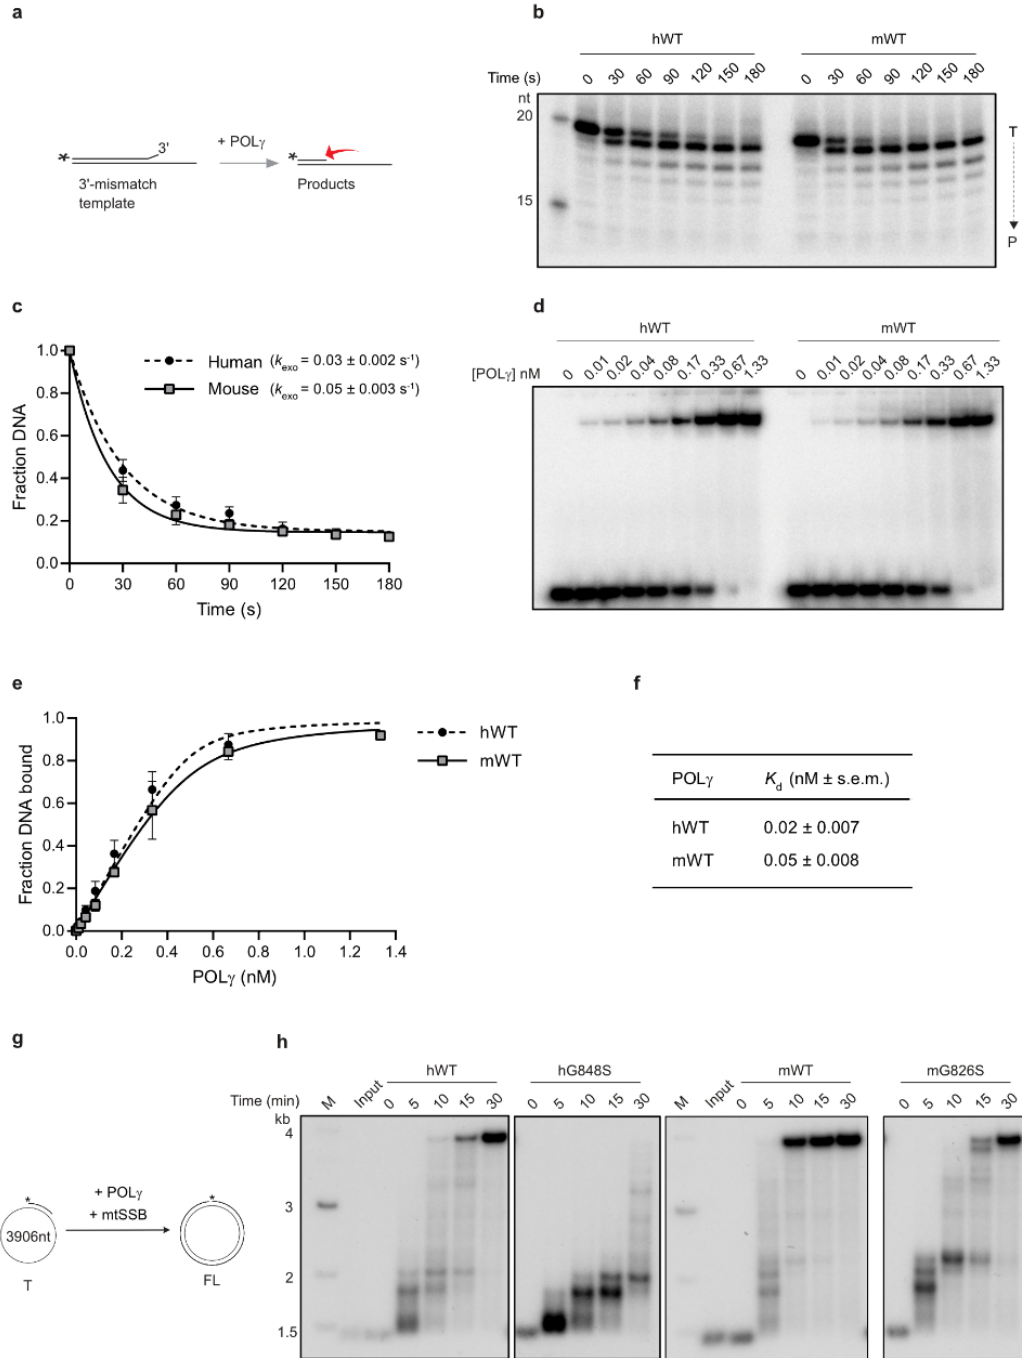 a
* 3'
3'-mismatch
template
+ POLγ
*
Products
b
hWT mWT
Time (s) 0 30 60 90 120 150 180 0 30 60 90 120 150 180
nt
20
15
T
P
c
Fraction DNA
1.0
0.8
0.6
0.4
0.2
0.0
Human (kexo = 0.03 ± 0.002 s-1)
Mouse (kexo = 0.05 ± 0.003 s-1)
0 30 60 90 120 150 180
Time (s)
d
hWT mWT
[POLγ] nM 0 0.01 0.02 0.04 0.08 0.17 0.33 0.67 1.33 0 0.01 0.02 0.04 0.08 0.17 0.33 0.67 1.33
e
Fraction DNA bound
1.0
0.8
0.6
0.4
0.2
0.0
hWT
mWT
0.0 0.2 0.4 0.6 0.8 1.0 1.2 1.4
POLγ (nM)
f
POLγ Kd (nM ± s.e.m.)
hWT 0.02 ± 0.007
mWT 0.05 ± 0.008
g
*
3906nt
T
+ POLγ
+ mtSSB
*
FL
h
hWT hG848S mWT mG826S
Time (min) M Input 0 5 10 15 30 0 5 10 15 30 M Input 0 5 10 15 30 0 5 10 15 30
kb
4
3
2
1.5